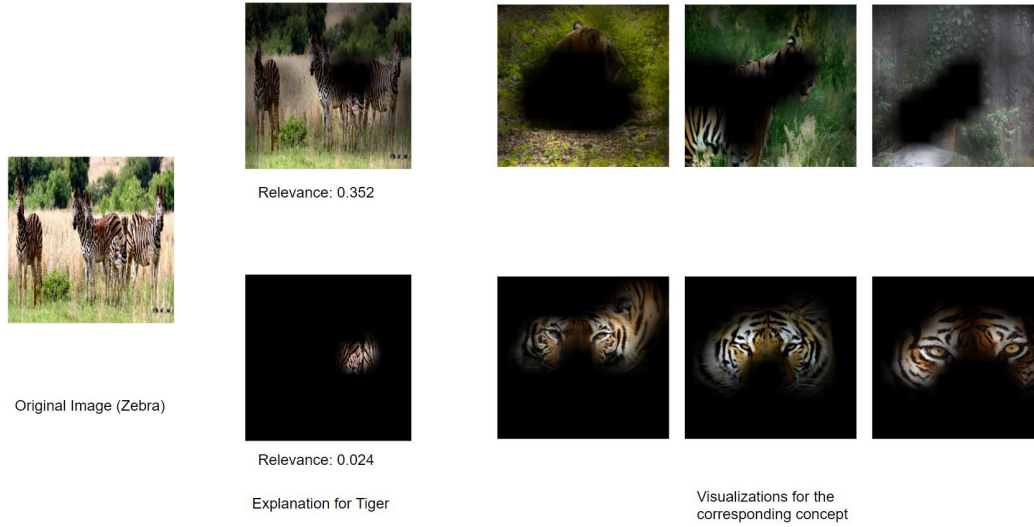 Relevance: 0.352
Original Image (Zebra)
Relevance: 0.024
Explanation for Tiger
Visualizations for the
corresponding concept